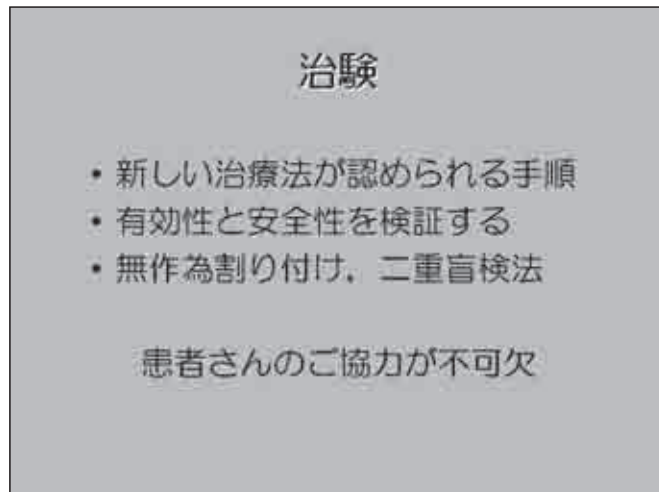 治験
・新しい治療法が認められる手順
・有効性と安全性を検証する
・無作為割り付け，二重盲検法
患者さんのご協力が不可欠